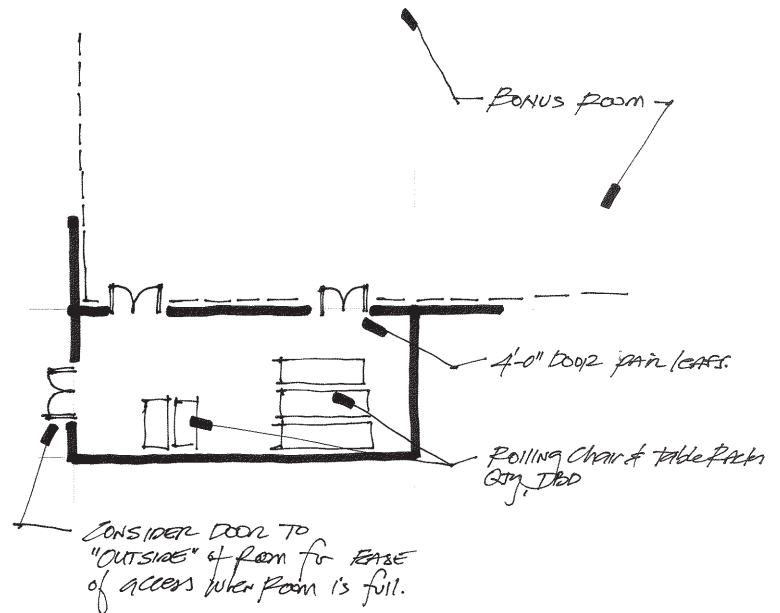 BONUS ROOM
4'-0" DOOR PAIR LEAFS.
Rolling Chair & Table Racks
Qty, TBD
CONSIDER DOOR TO
"OUTSIDE" of Room for EASE
of access when Room is full.